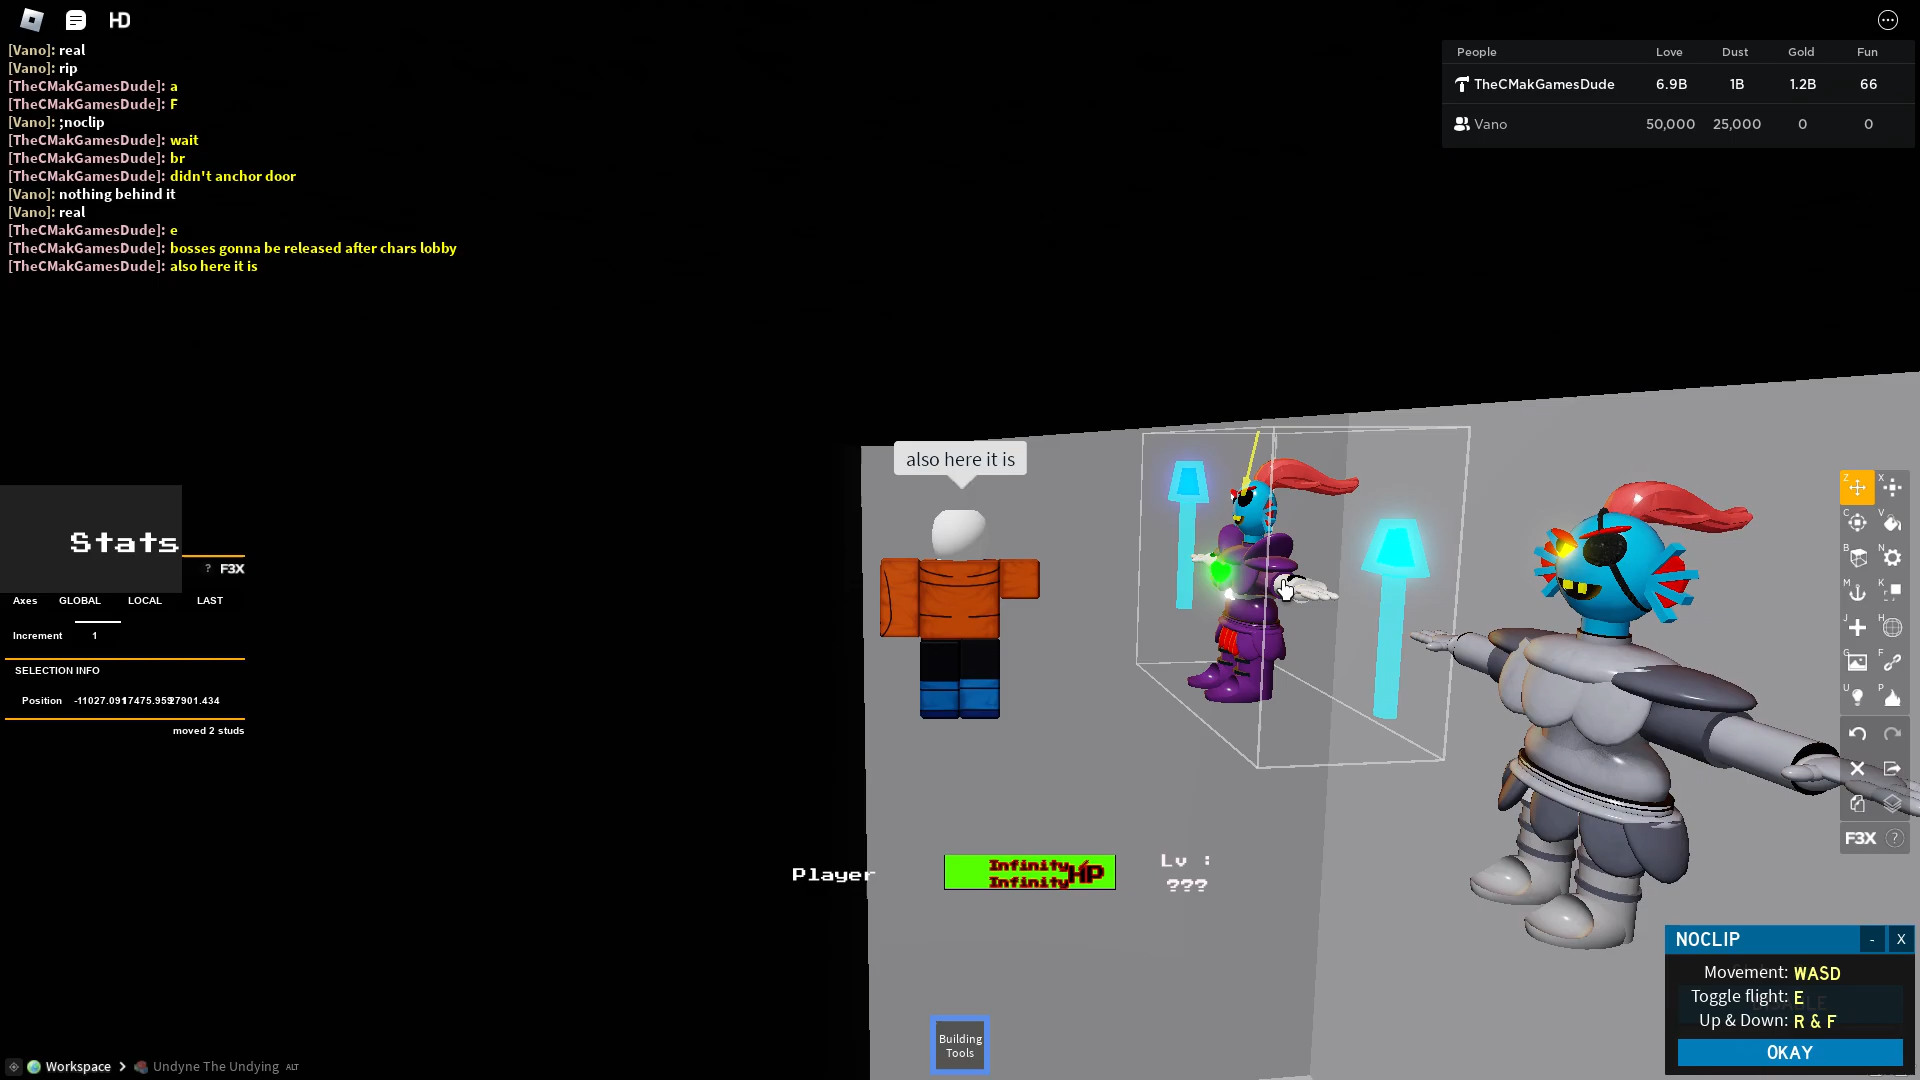 HD
[Vano]: real
[Vano]: rip
[TheCMakGamesDude]: a
[TheCMakGamesDude]: F
[Vano]: ;noclip
[TheCMakGamesDude]: wait
[TheCMakGamesDude]: br
[TheCMakGamesDude]: didn't anchor door
[Vano]: nothing behind it
[Vano]: real
[TheCMakGamesDude]: e
[TheCMakGamesDude]: bosses gonna be released after chars lobby
[TheCMakGamesDude]: also here it is
People Love Dust Gold Fun
TheCMakGamesDude 6.9B 1B 1.2B 66
Vano 50,000 25,000 0 0
also here it is
Stats
? F3X
Axes GLOBAL LOCAL LAST
Increment 1
SELECTION INFO
Position
moved 2 studs
Z X
C V
B N
M K
J H
G F
U P
F3X ?
Player
Infinity
Infinity
HP
Lv :
???
Building
Tools
NOCLIP - X
Movement: WASD
Toggle flight: E
Up & Down: R & F
OKAY
Workspace > Undyne The Undying ALT